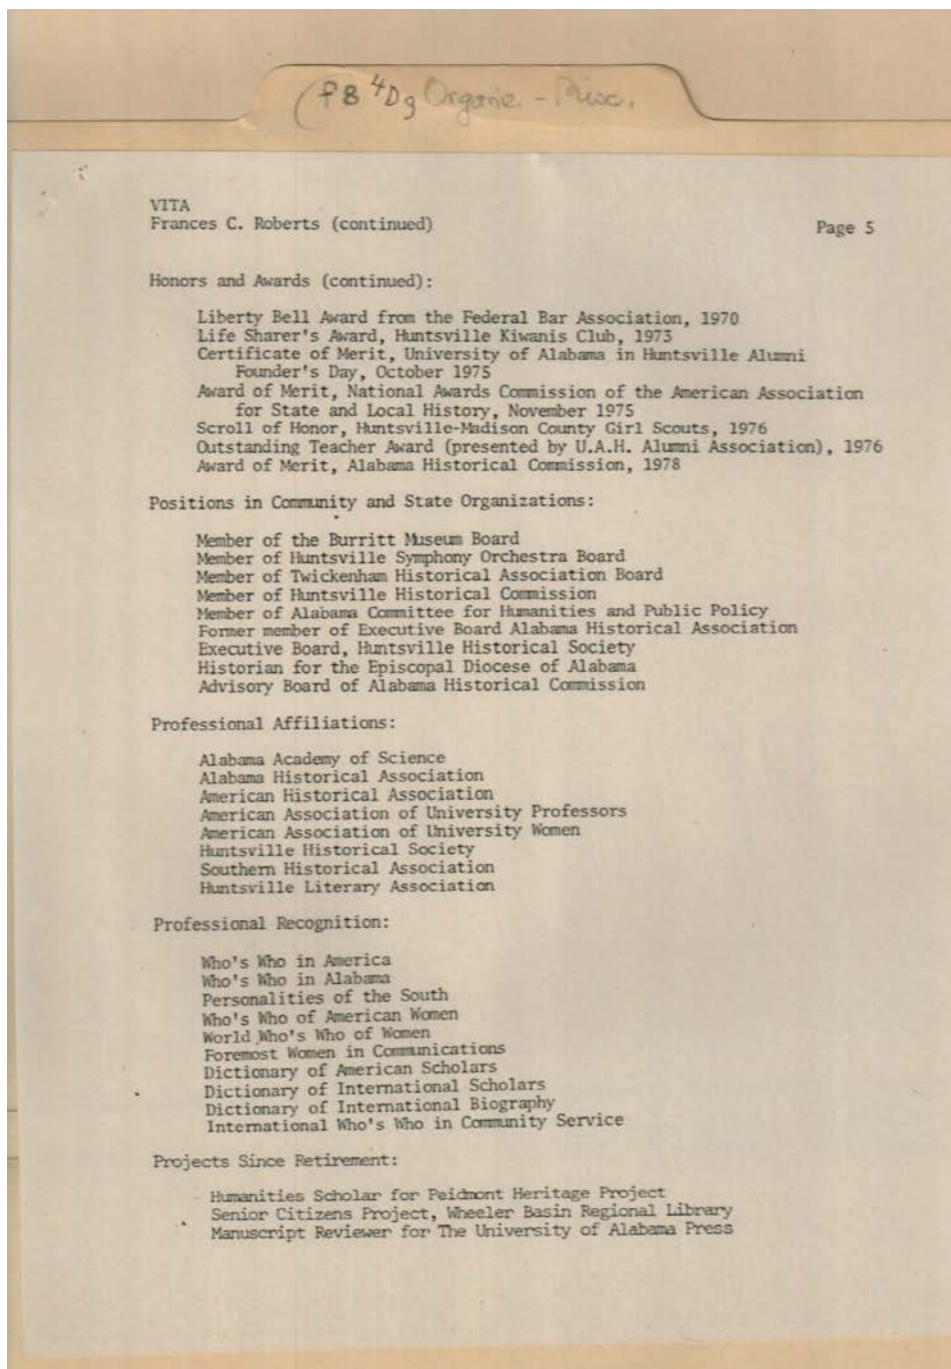 (f8 4Dg Organiz. - Misc.
VITA
Frances C. Roberts (continued)
Page 5
Honors and Awards (continued):
Liberty Bell Award from the Federal Bar Association, 1970
Life Sharer's Award, Huntsville Kiwanis Club, 1973
Certificate of Merit, University of Alabama in Huntsville Alumni
Founder's Day, October 1975
Award of Merit, National Awards Commission of the American Association
for State and Local History, November 1975
Scroll of Honor, Huntsville-Madison County Girl Scouts, 1976
Outstanding Teacher Award (presented by U.A.H. Alumni Association), 1976
Award of Merit, Alabama Historical Commission, 1978
Positions in Community and State Organizations:
Member of the Burritt Museum Board
Member of Huntsville Symphony Orchestra Board
Member of Twickenham Historical Association Board
Member of Huntsville Historical Commission
Member of Alabama Committee for Humanities and Public Policy
Former member of Executive Board Alabama Historical Association
Executive Board, Huntsville Historical Society
Historian for the Episcopal Diocese of Alabama
Advisory Board of Alabama Historical Commission
Professional Affiliations:
Alabama Academy of Science
Alabama Historical Association
American Historical Association
American Association of University Professors
American Association of University Women
Huntsville Historical Society
Southern Historical Association
Huntsville Literary Association
Professional Recognition:
Who's Who in America
Who's Who in Alabama
Personalities of the South
Who's Who of American Women
World Who's Who of Women
Foremost Women in Communications
Dictionary of American Scholars
Dictionary of International Scholars
Dictionary of International Biography
International Who's Who in Community Service
Projects Since Retirement:
Humanities Scholar for Peidmont Heritage Project
Senior Citizens Project, Wheeler Basin Regional Library
Manuscript Reviewer for The University of Alabama Press